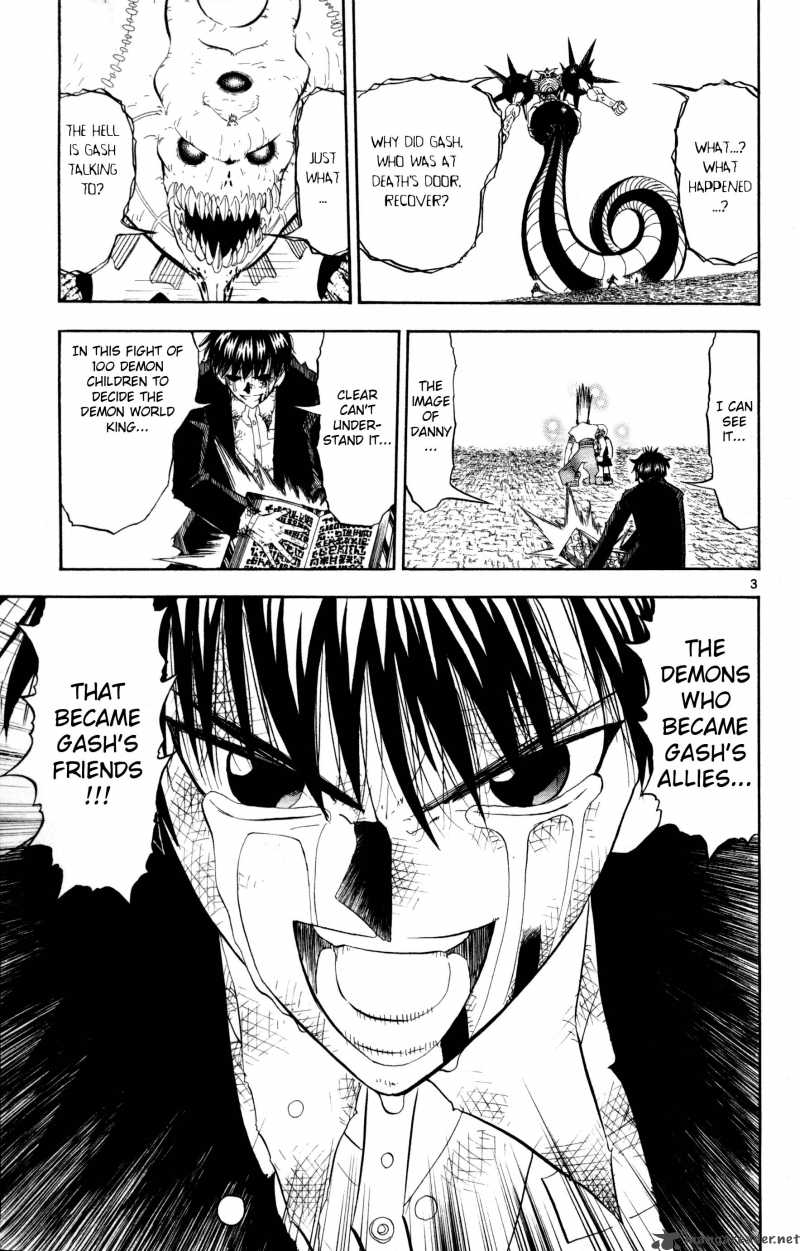 WHAT...?
WHAT
HAPPENED
...?
WHY DID GASH,
WHO WAS AT
DEATH'S DOOR,
RECOVER?
JUST
WHAT
...
THE HELL
IS GASH
TALKING
TO?
I CAN
SEE
IT...
THE
IMAGE
OF
DANNY
...
CLEAR
CAN'T
UNDER-
STAND IT...
IN THIS FIGHT OF
100 DEMON
CHILDREN TO
DECIDE THE
DEMON WORLD
KING...
3
THE
DEMONS
WHO
BECAME
GASH'S
ALLIES...
THAT
BECAME
GASH'S
FRIENDS
!!!